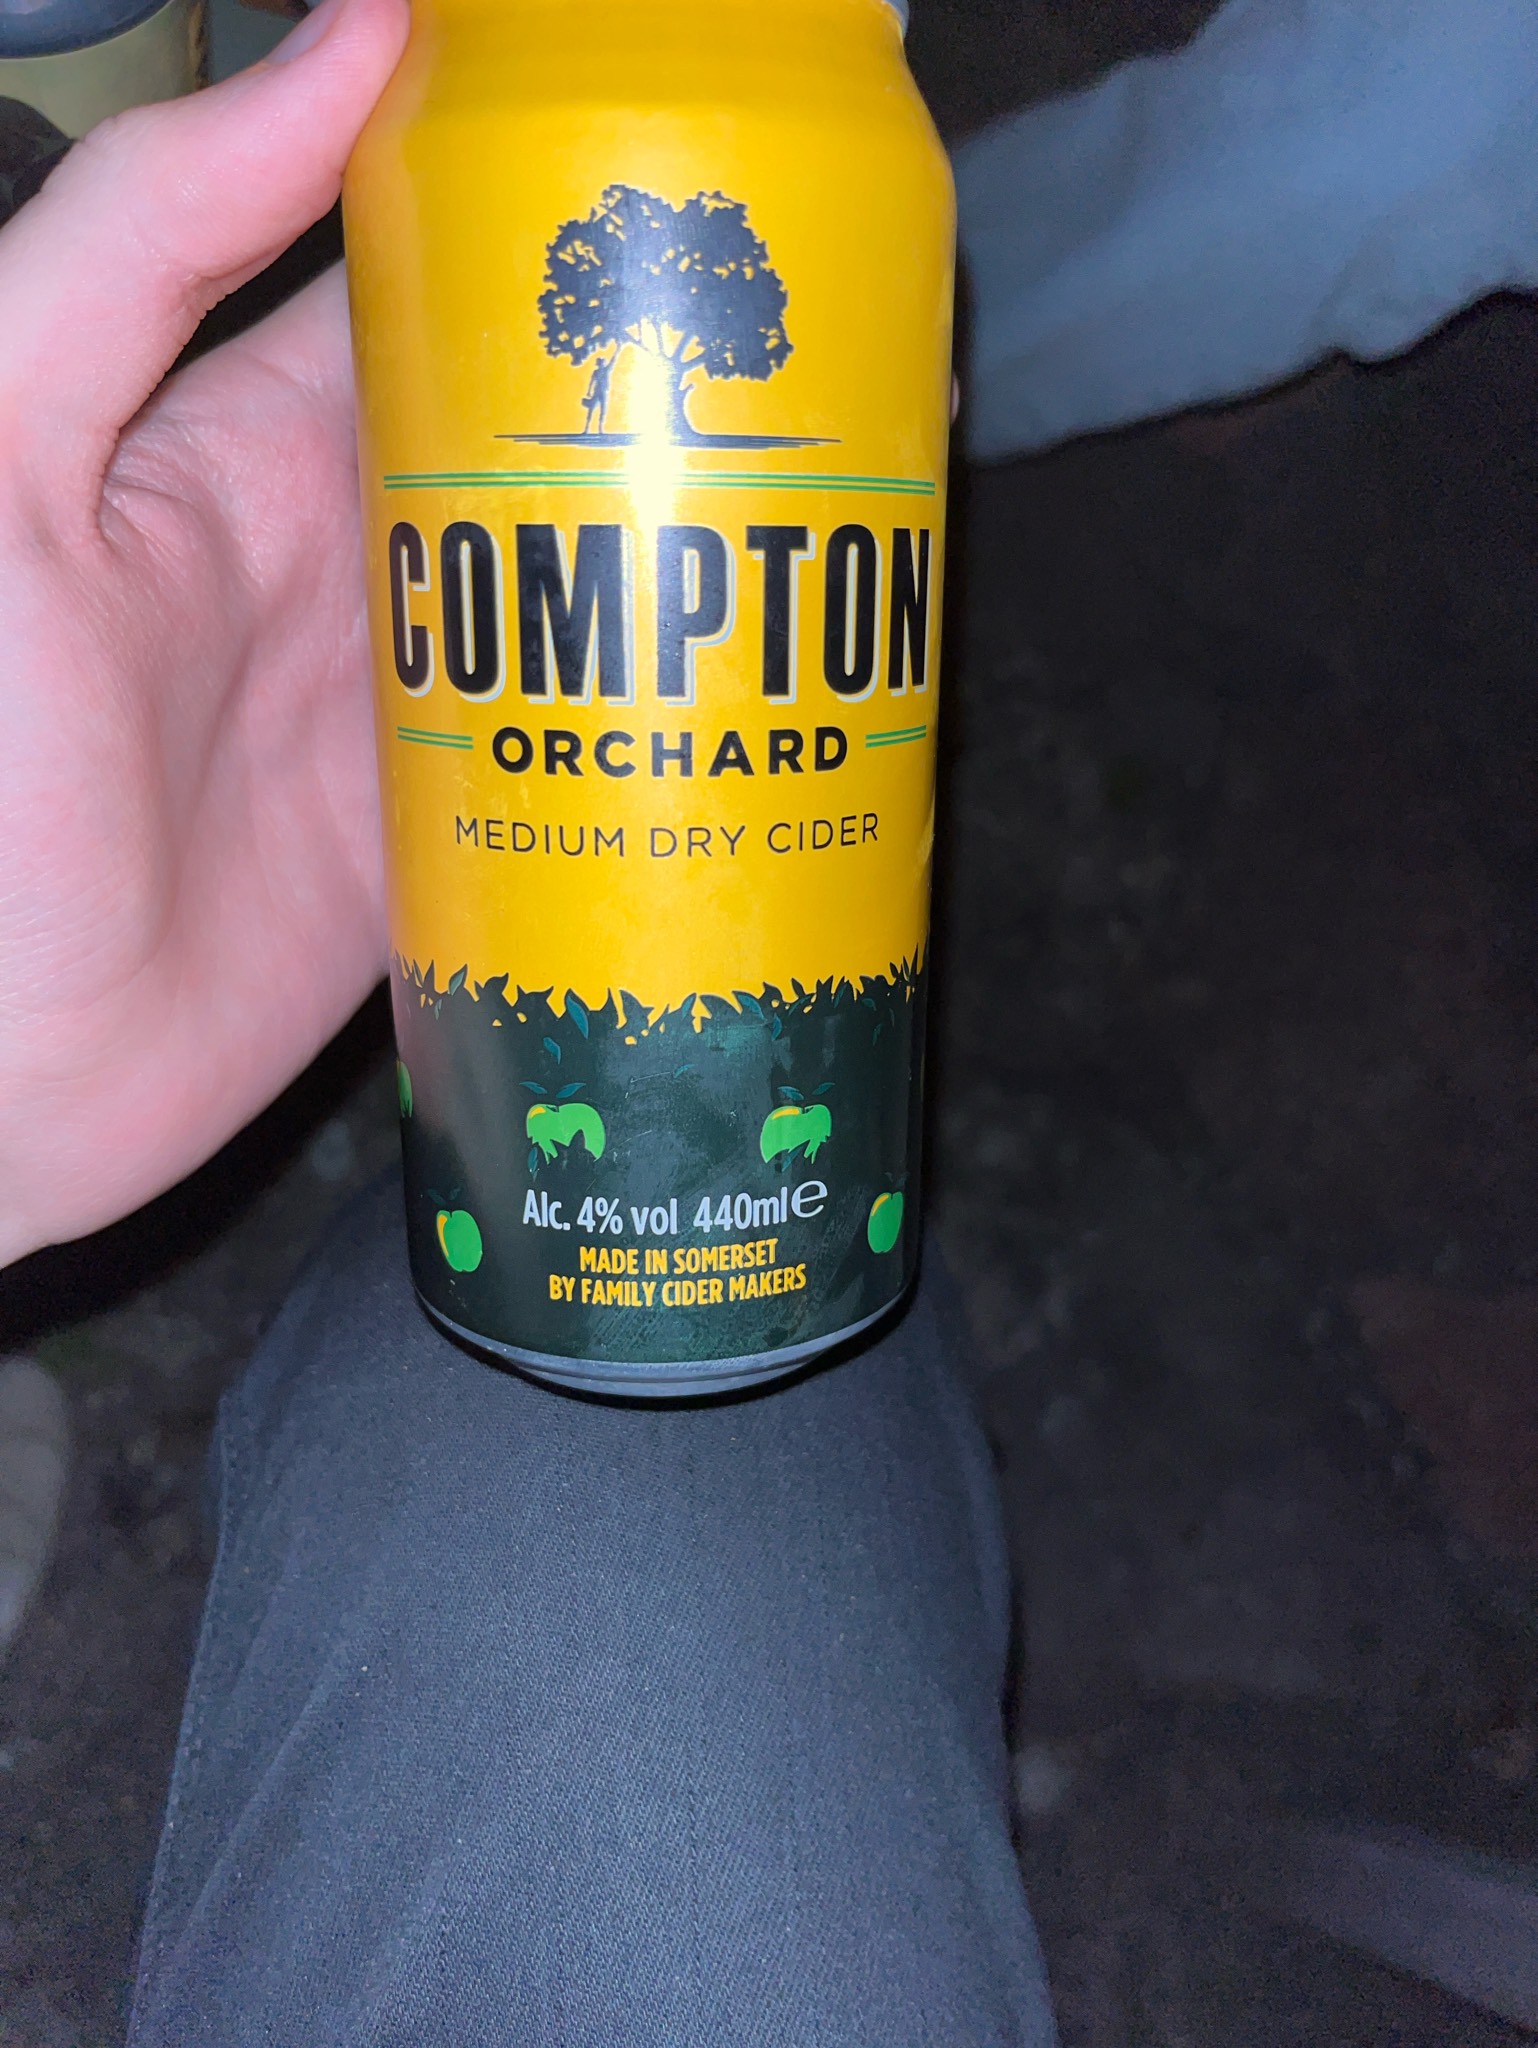 COMPTON
ORCHARD
MEDIUM DRY CIDER
Alc. 4% vol 440ml e
MADE IN SOMERSET
BY FAMILY CIDER MAKERS